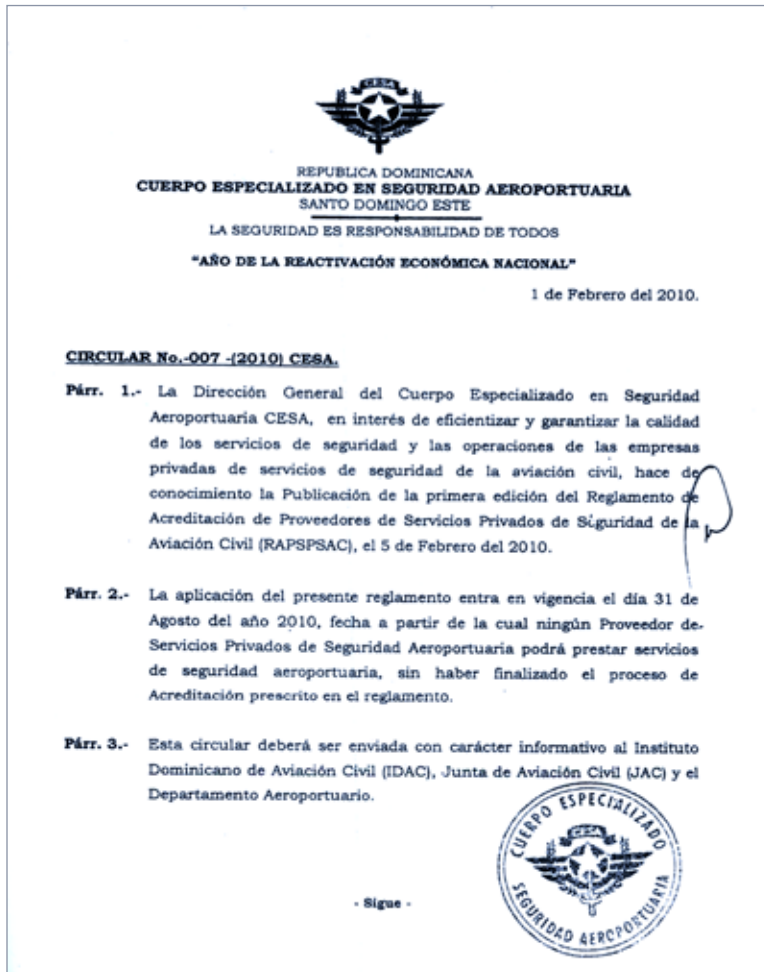 CESA
REPUBLICA DOMINICANA
CUERPO ESPECIALIZADO EN SEGURIDAD AEROPORTUARIA
SANTO DOMINGO ESTE
LA SEGURIDAD ES RESPONSABILIDAD DE TODOS
"AÑO DE LA REACTIVACIÓN ECONÓMICA NACIONAL"
1 de Febrero del 2010.
CIRCULAR No.-007 -(2010) CESA.
Párr. 1.- La Dirección General del Cuerpo Especializado en Seguridad
Aeroportuaria CESA, en interés de eficientizar y garantizar la calidad
de los servicios de seguridad y las operaciones de las empresas
privadas de servicios de seguridad de la aviación civil, hace de
conocimiento la Publicación de la primera edición del Reglamento de
Acreditación de Proveedores de Servicios Privados de Seguridad de la
Aviación Civil (RAPSPSAC), el 5 de Febrero del 2010.
Párr. 2.- La aplicación del presente reglamento entra en vigencia el día 31 de
Agosto del año 2010, fecha a partir de la cual ningún Proveedor de
Servicios Privados de Seguridad Aeroportuaria podrá prestar servicios
de seguridad aeroportuaria, sin haber finalizado el proceso de
Acreditación prescrito en el reglamento.
Párr. 3.- Esta circular deberá ser enviada con carácter informativo al Instituto
Dominicano de Aviación Civil (IDAC), Junta de Aviación Civil (JAC) y el
Departamento Aeroportuario.
CUERPO ESPECIALIZADO
CESA
SEGURIDAD AEROPORTUARIA
- Sigue -